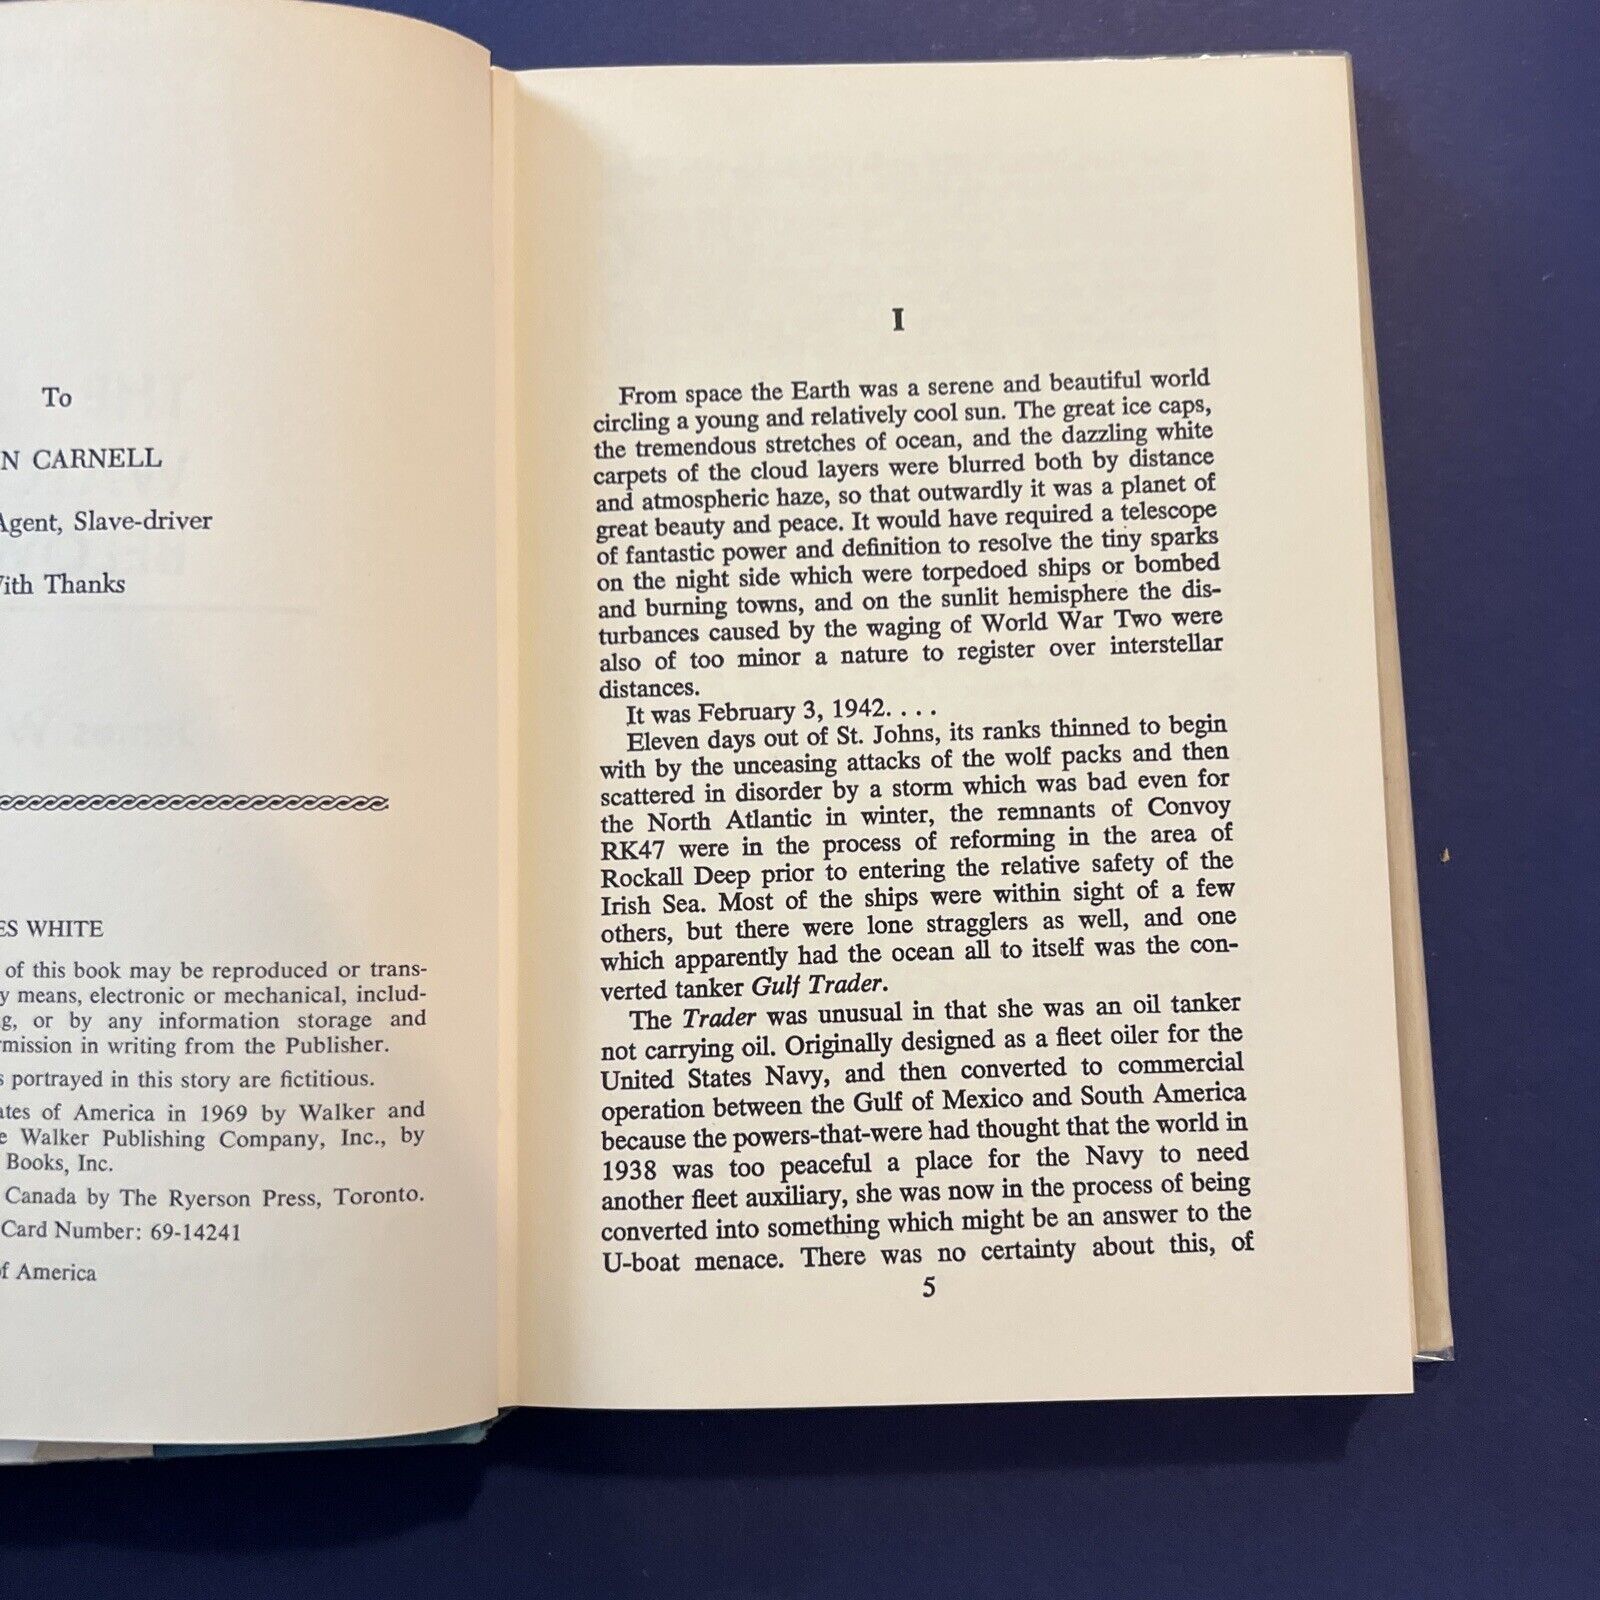 To
N CARNELL
Agent, Slave-driver
With Thanks
ES WHITE
of this book may be reproduced or trans-
y means, electronic or mechanical, includ-
g, or by any information storage and
rmission in writing from the Publisher.
s portrayed in this story are fictitious.
ates of America in 1969 by Walker and
e Walker Publishing Company, Inc., by
Books, Inc.
Canada by The Ryerson Press, Toronto.
Card Number: 69-14241
of America
I
From space the Earth was a serene and beautiful world
circling a young and relatively cool sun. The great ice caps,
the tremendous stretches of ocean, and the dazzling white
carpets of the cloud layers were blurred both by distance
and atmospheric haze, so that outwardly it was a planet of
great beauty and peace. It would have required a telescope
of fantastic power and definition to resolve the tiny sparks
on the night side which were torpedoed ships or bombed
and burning towns, and on the sunlit hemisphere the dis-
turbances caused by the waging of World War Two were
also of too minor a nature to register over interstellar
distances.
It was February 3, 1942. . . .
Eleven days out of St. Johns, its ranks thinned to begin
with by the unceasing attacks of the wolf packs and then
scattered in disorder by a storm which was bad even for
the North Atlantic in winter, the remnants of Convoy
RK47 were in the process of reforming in the area of
Rockall Deep prior to entering the relative safety of the
Irish Sea. Most of the ships were within sight of a few
others, but there were lone stragglers as well, and one
which apparently had the ocean all to itself was the con-
verted tanker Gulf Trader.
The Trader was unusual in that she was an oil tanker
not carrying oil. Originally designed as a fleet oiler for the
United States Navy, and then converted to commercial
operation between the Gulf of Mexico and South America
because the powers-that-were had thought that the world in
1938 was too peaceful a place for the Navy to need
another fleet auxiliary, she was now in the process of being
converted into something which might be an answer to the
U-boat menace. There was no certainty about this, of
5